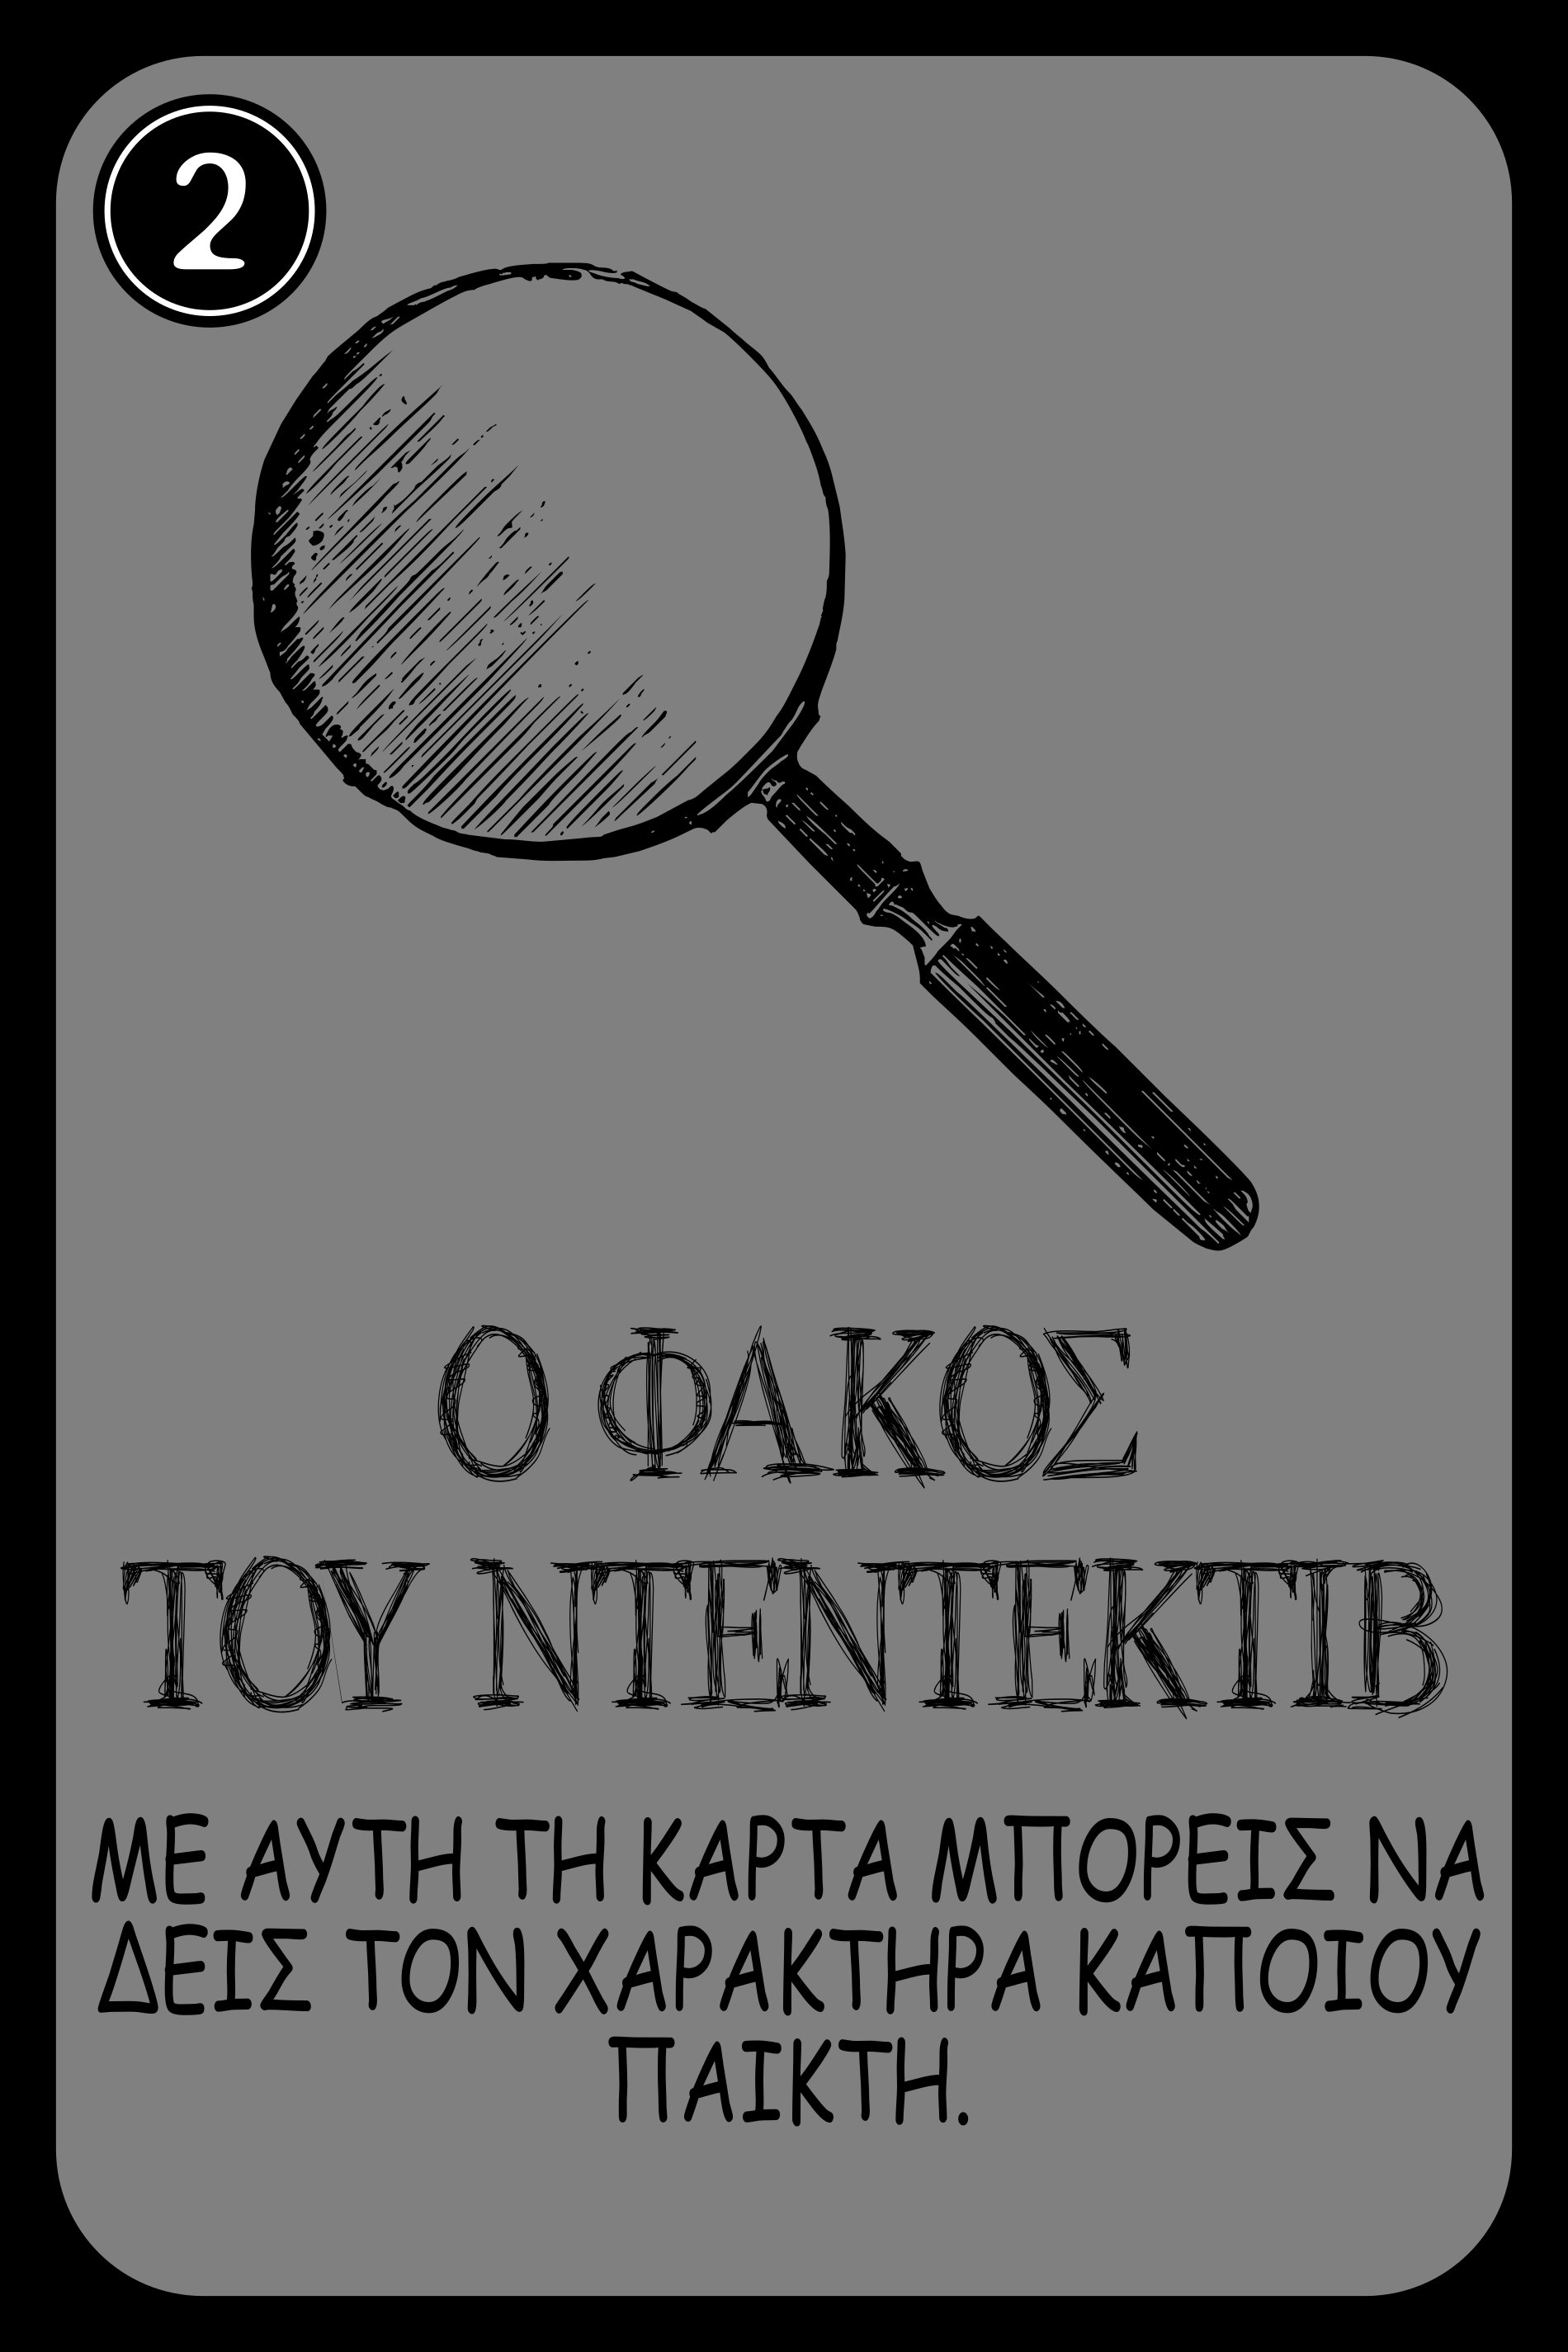 2
Ο ΦΑΚΟΣ
ΤΟΥ ΝΤΕΝΤΕΚΤΙΒ
ΜΕ ΑΥΤΗ ΤΗ ΚΑΡΤΑ ΜΠΟΡΕΙΣ ΝΑ
ΔΕΙΣ ΤΟΝ ΧΑΡΑΚΤΗΡΑ ΚΑΠΟΙΟΥ
ΠΑΙΚΤΗ.